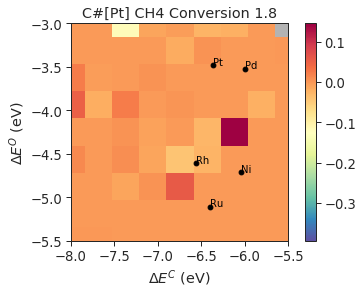 C#[Pt] CH4 Conversion 1.8
−3.0
−3.5
−4.0
−4.5
−5.0
−5.5
ΔE^O (eV)
Pt
Pd
Rh
Ni
Ru
−8.0 −7.5 −7.0 −6.5 −6.0 −5.5
ΔE^C (eV)
0.1
0.0
−0.1
−0.2
−0.3